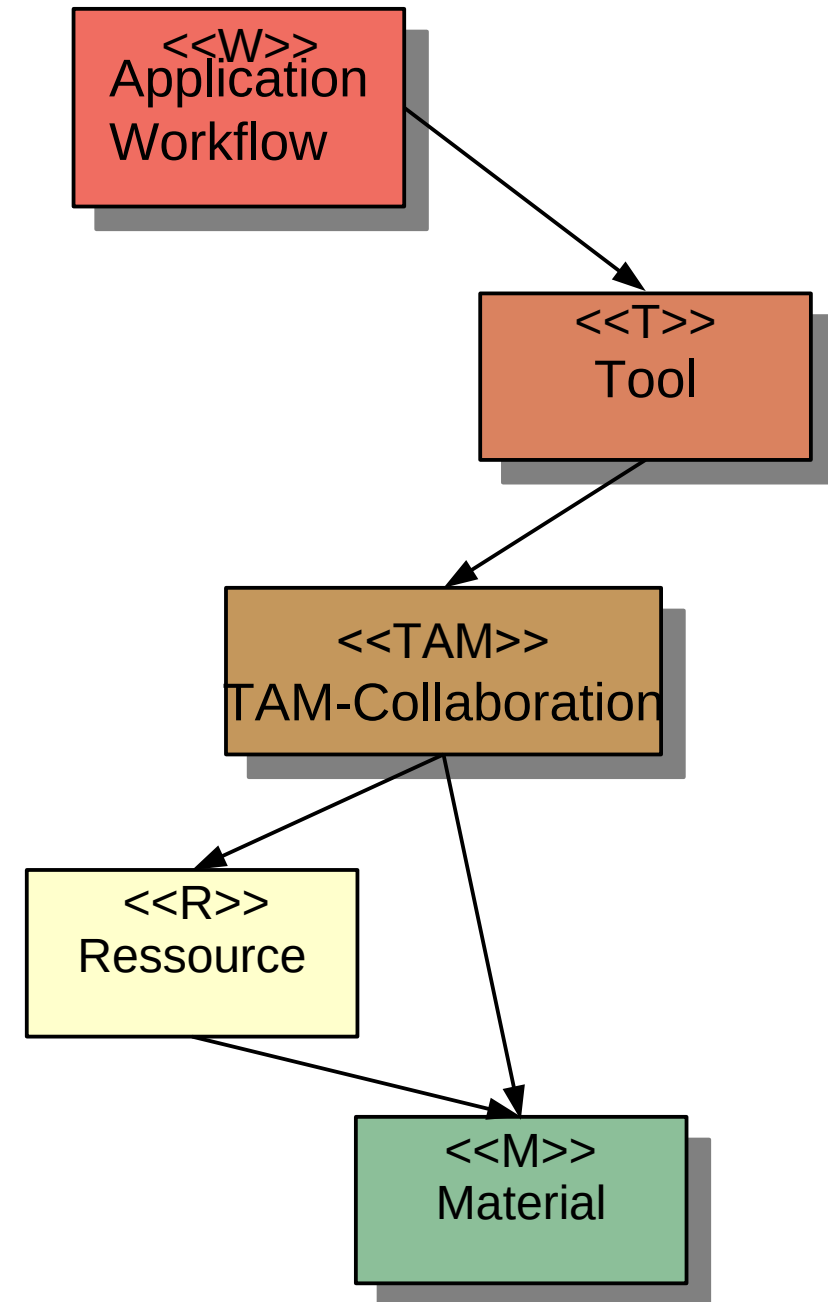 <<W>>
Application
Workflow
<<T>>
Tool
<<TAM>>
TAM-Collaboration
<<R>>
Ressource
<<M>>
Material